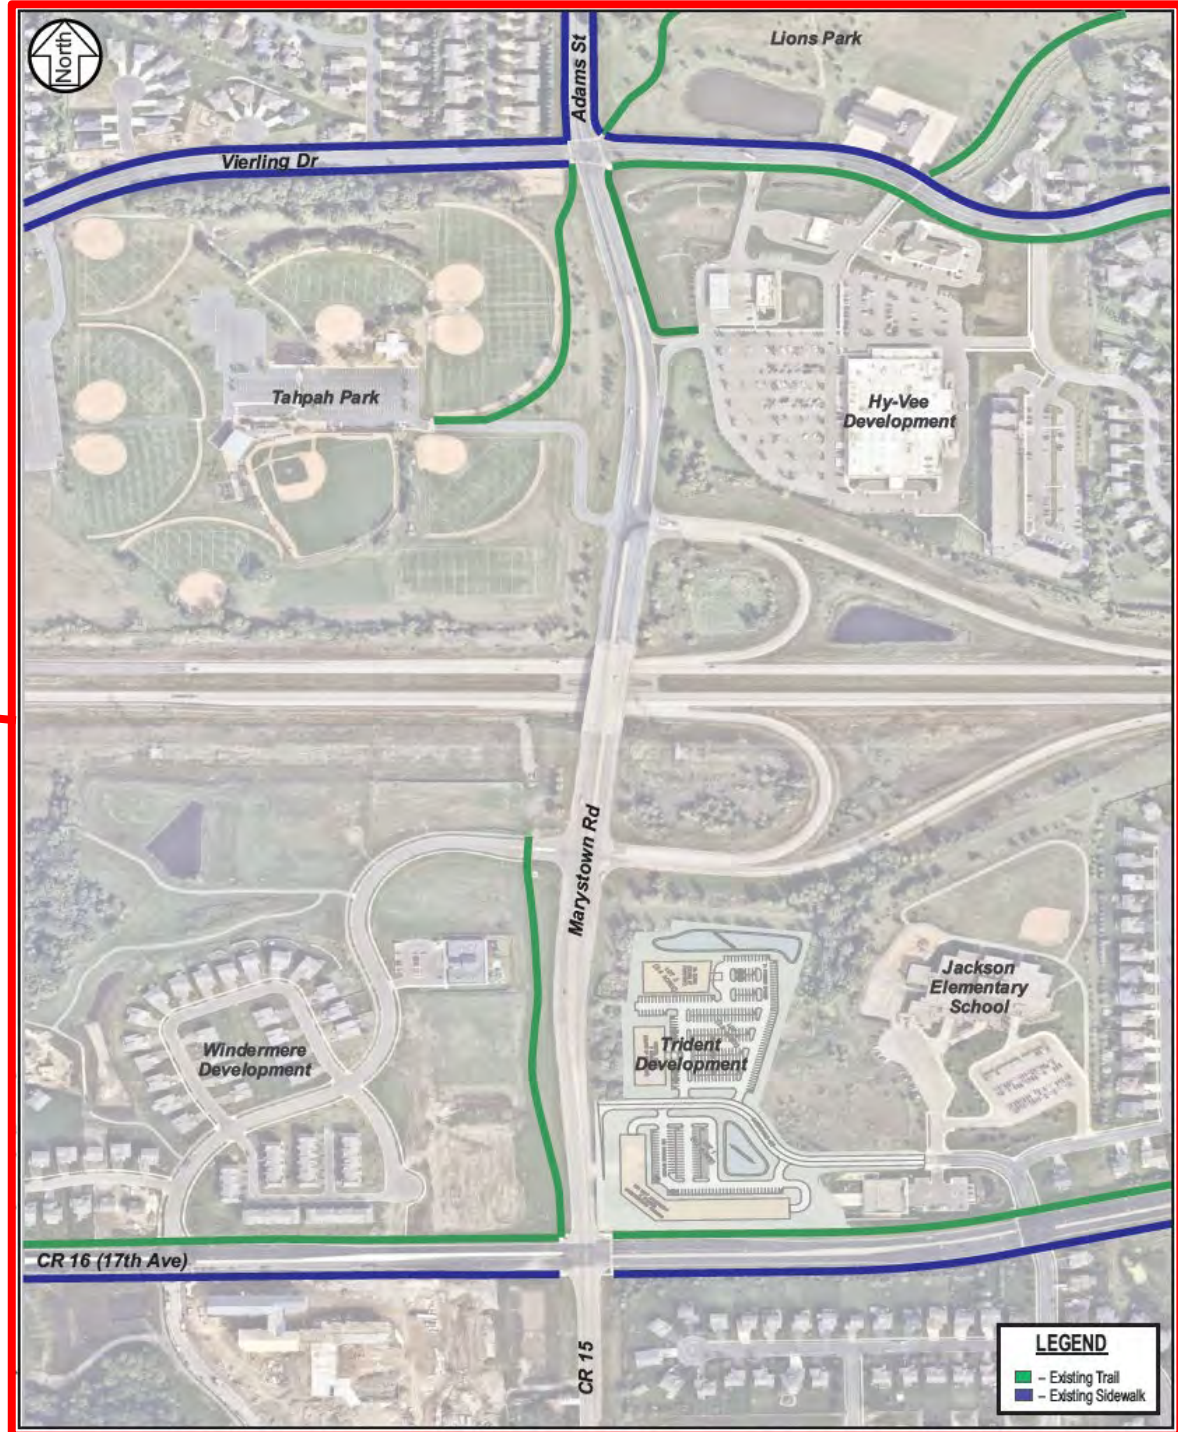 North
Adams St
Lions Park
Vierling Dr
Tahpah Park
Hy-Vee
Development
Marystown Rd
Jackson
Elementary
School
Windermere
Development
Trident
Development
CR 16 (17th Ave)
CR 15
LEGEND
– Existing Trail
– Existing Sidewalk